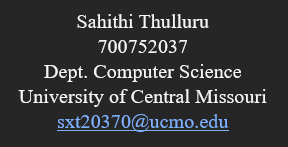 Sahithi Thulluru
700752037
Dept. Computer Science
University of Central Missouri
sxt20370@ucmo.edu